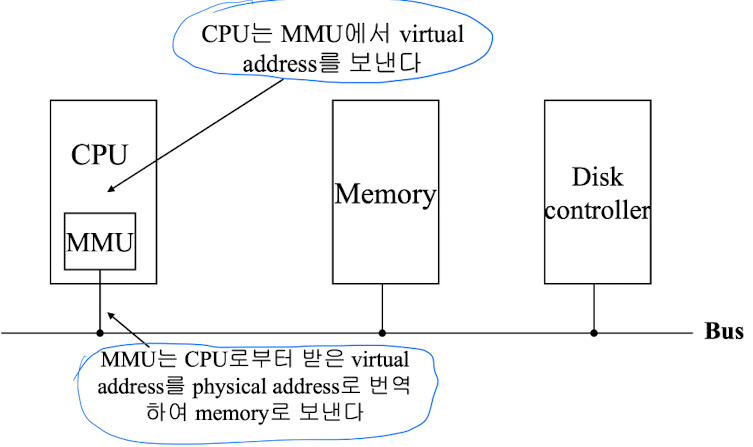 CPU는 MMU에서 virtual
address를 보낸다
CPU
MMU
Memory
Disk
controller
Bus
MMU는 CPU로부터 받은 virtual
address를 physical address로 번역
하여 memory로 보낸다